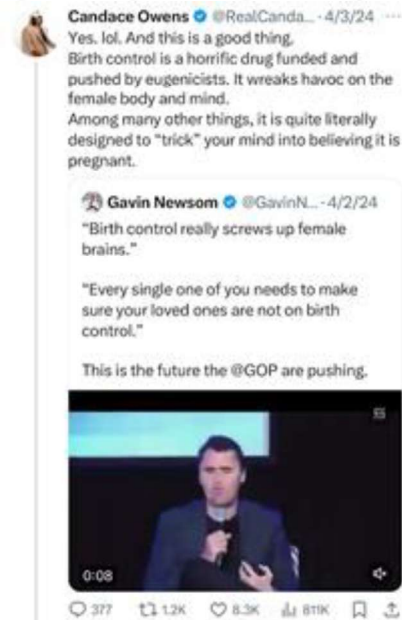 Candace Owens @RealCanda... · 4/3/24 ···
Yes. lol. And this is a good thing.
Birth control is a horrific drug funded and
pushed by eugenicists. It wreaks havoc on the
female body and mind.
Among many other things, it is quite literally
designed to “trick” your mind into believing it is
pregnant.
Gavin Newsom @GavinN... · 4/2/24
“Birth control really screws up female
brains.”
“Every single one of you needs to make
sure your loved ones are not on birth
control.”
This is the future the @GOP are pushing.
0:08
377 1.2K 8.3K 811K